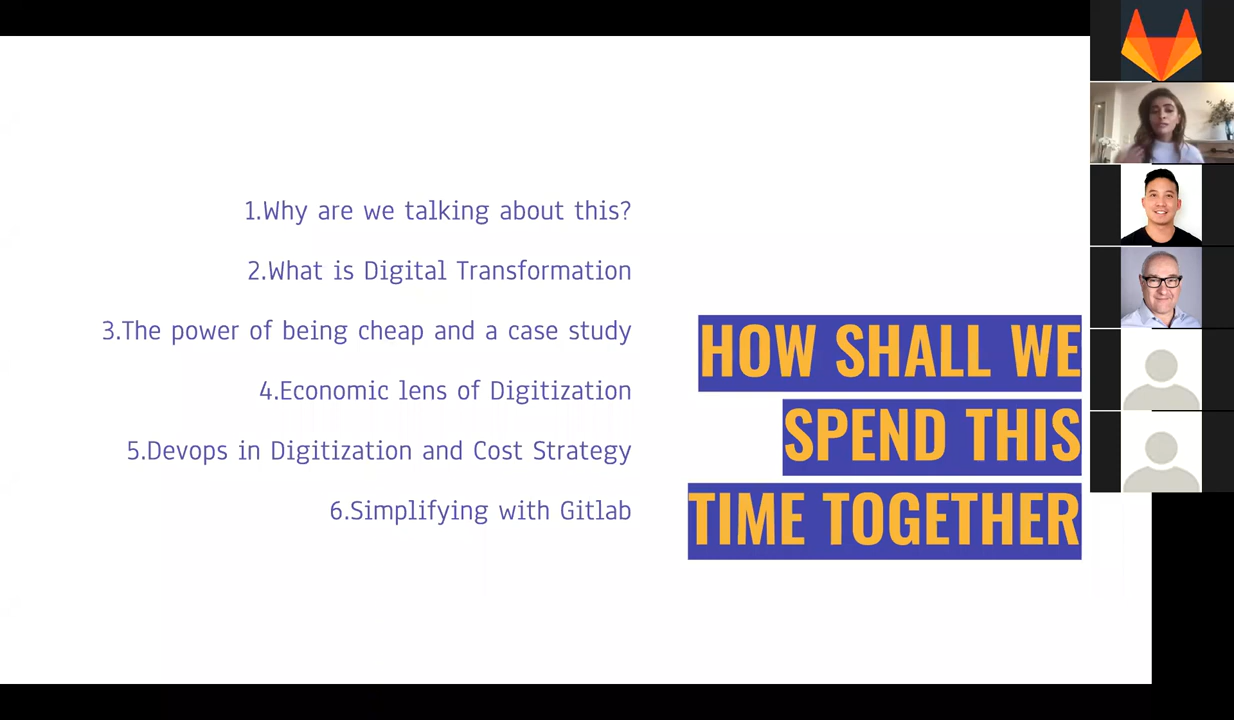 1.Why are we talking about this?
2.What is Digital Transformation
3.The power of being cheap and a case study
4.Economic lens of Digitization
5.Devops in Digitization and Cost Strategy
6.Simplifying with Gitlab
HOW SHALL WE
SPEND THIS
TIME TOGETHER